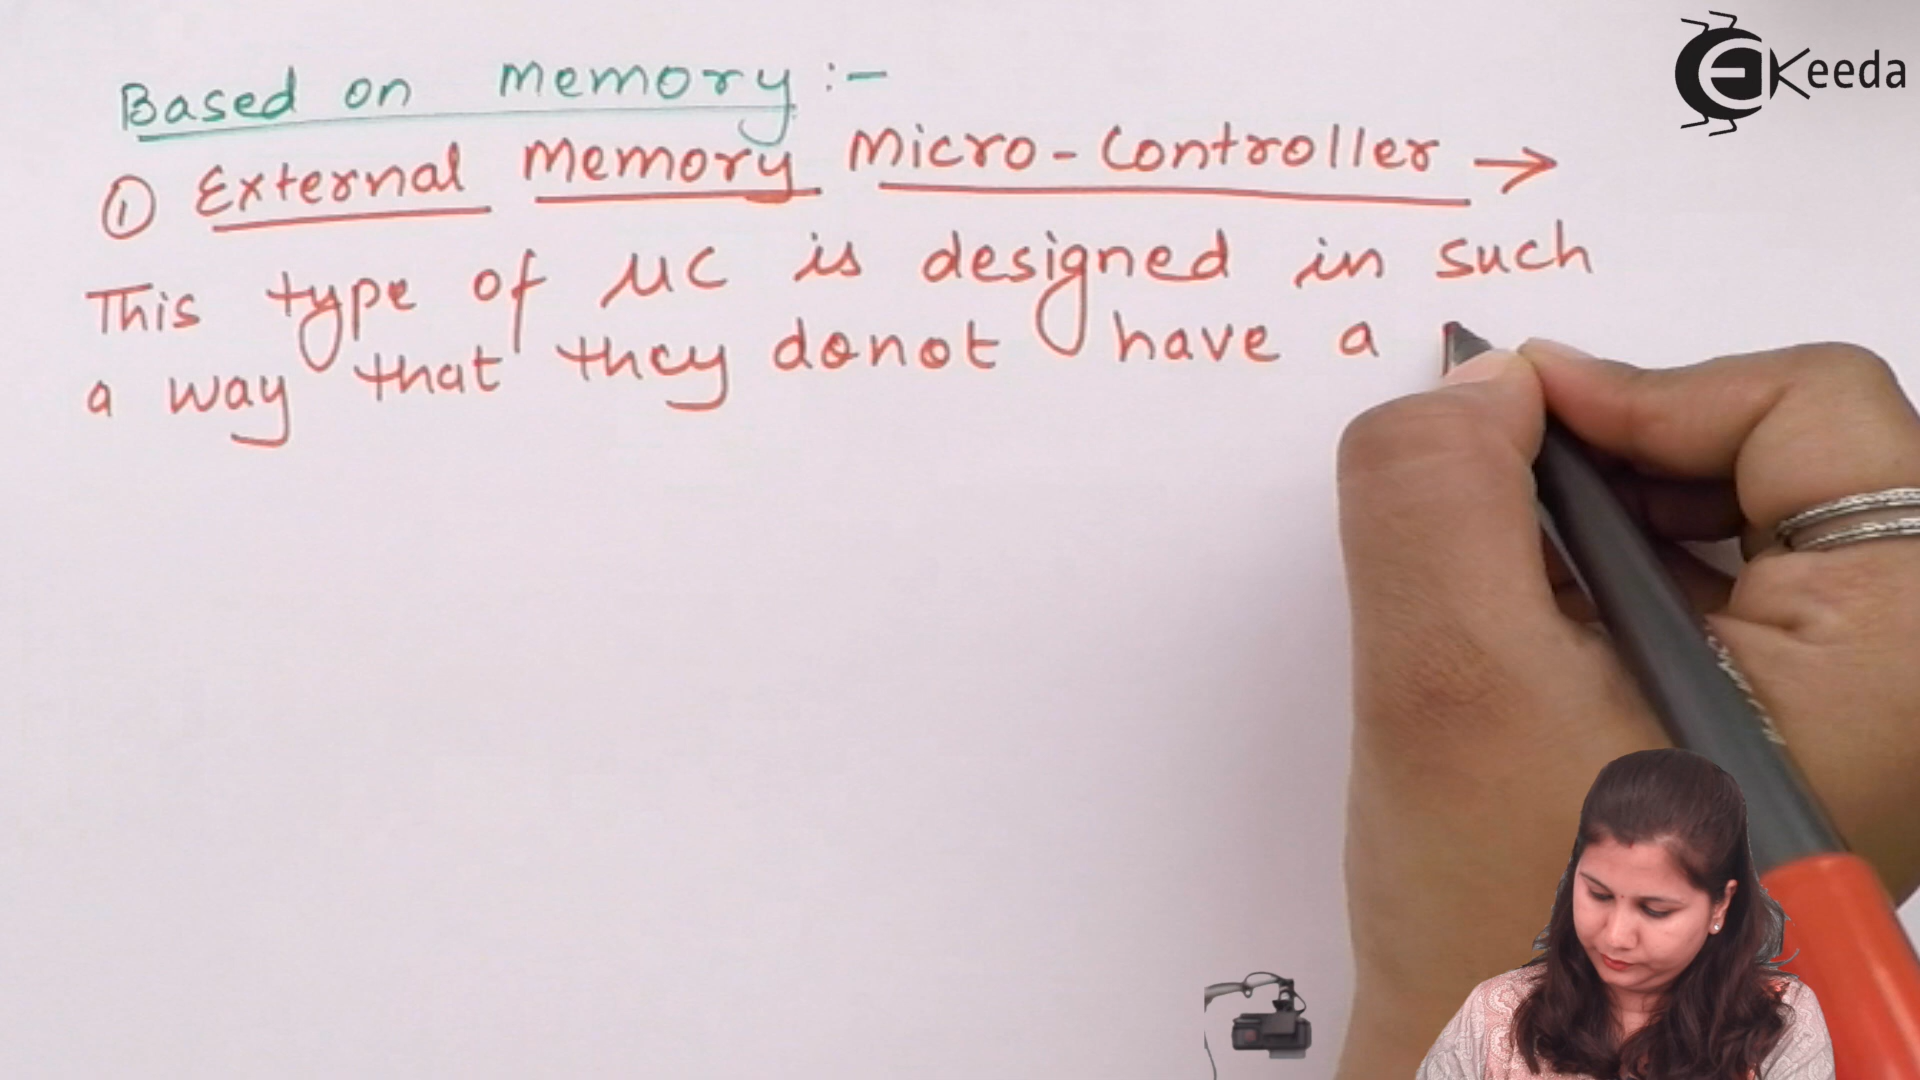 Based on memory :-
① External Memory Micro-Controller →
This type of μC is designed in such
a way that they donot have a
EKeeda